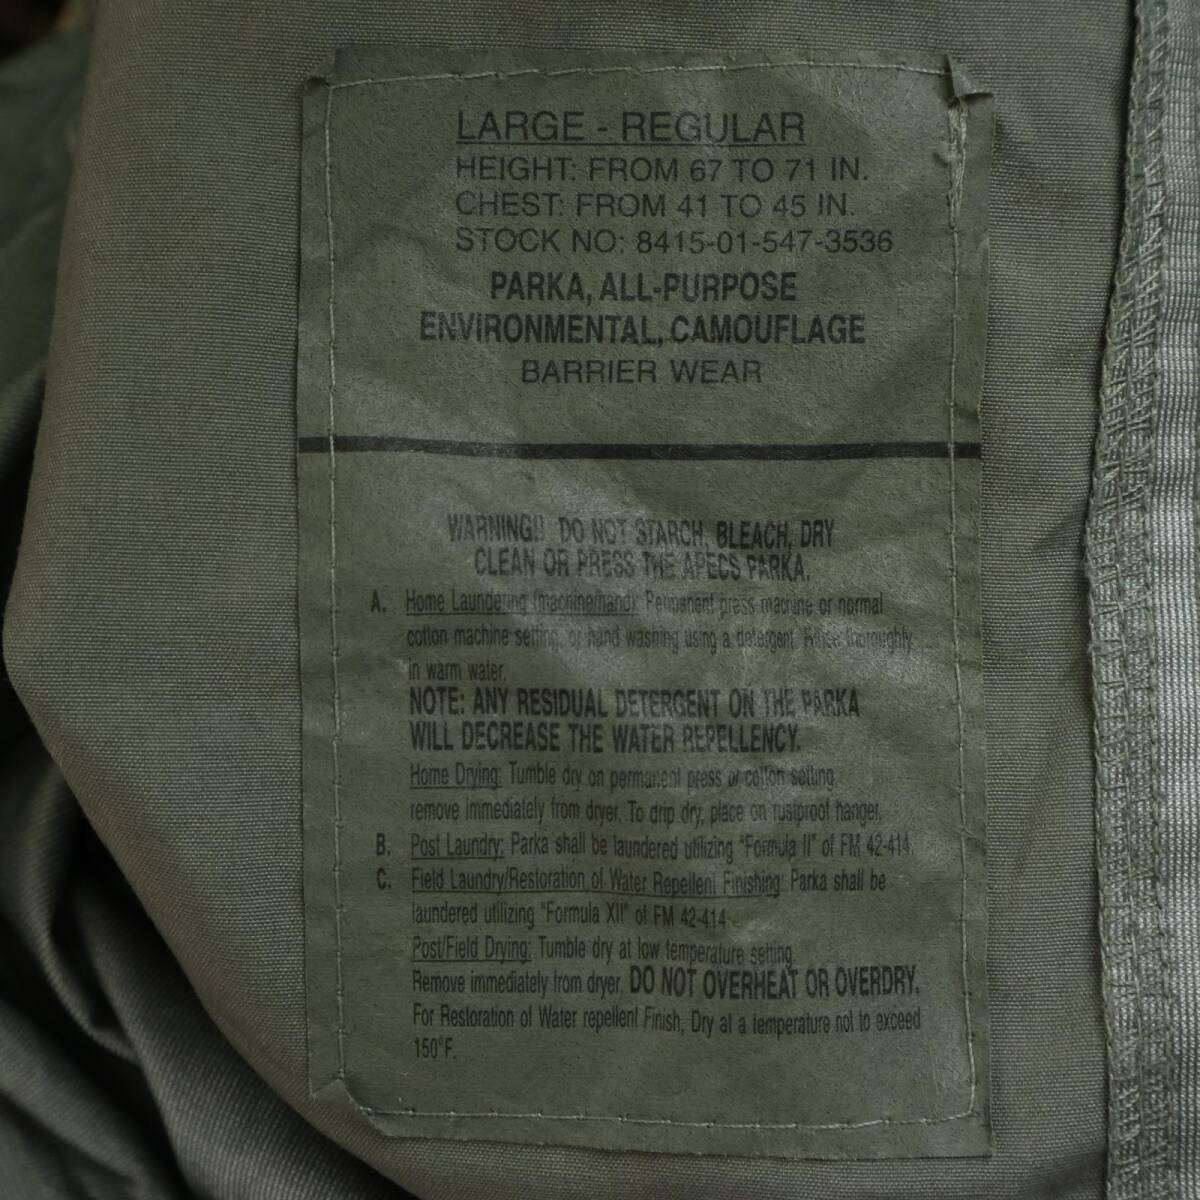 LARGE - REGULAR
HEIGHT: FROM 67 TO 71 IN.
CHEST: FROM 41 TO 45 IN.
STOCK NO: 8415-01-547-3536
PARKA, ALL-PURPOSE
ENVIRONMENTAL, CAMOUFLAGE
BARRIER WEAR
WARNING!! DO NOT STARCH, BLEACH, DRY
CLEAN OR PRESS THE APECS PARKA.
A. Home Laundering (machine/hand): Permanent press machine or normal
cotton machine setting, or hand washing using a detergent. Rinse thoroughly
in warm water.
NOTE: ANY RESIDUAL DETERGENT ON THE PARKA
WILL DECREASE THE WATER REPELLENCY.
Home Drying: Tumble dry on permanent press or cotton setting
remove immediately from dryer. To drip dry, place on rustproof hanger.
B. Post Laundry: Parka shall be laundered utilizing "Formula II" of FM 42-414.
C. Field Laundry/Restoration of Water Repellent Finishing: Parka shall be
laundered utilizing "Formula XII" of FM 42-414.
Post/Field Drying: Tumble dry at low temperature setting.
Remove immediately from dryer. DO NOT OVERHEAT OR OVERDRY.
For Restoration of Water repellent Finish, Dry at a temperature not to exceed
150°F.